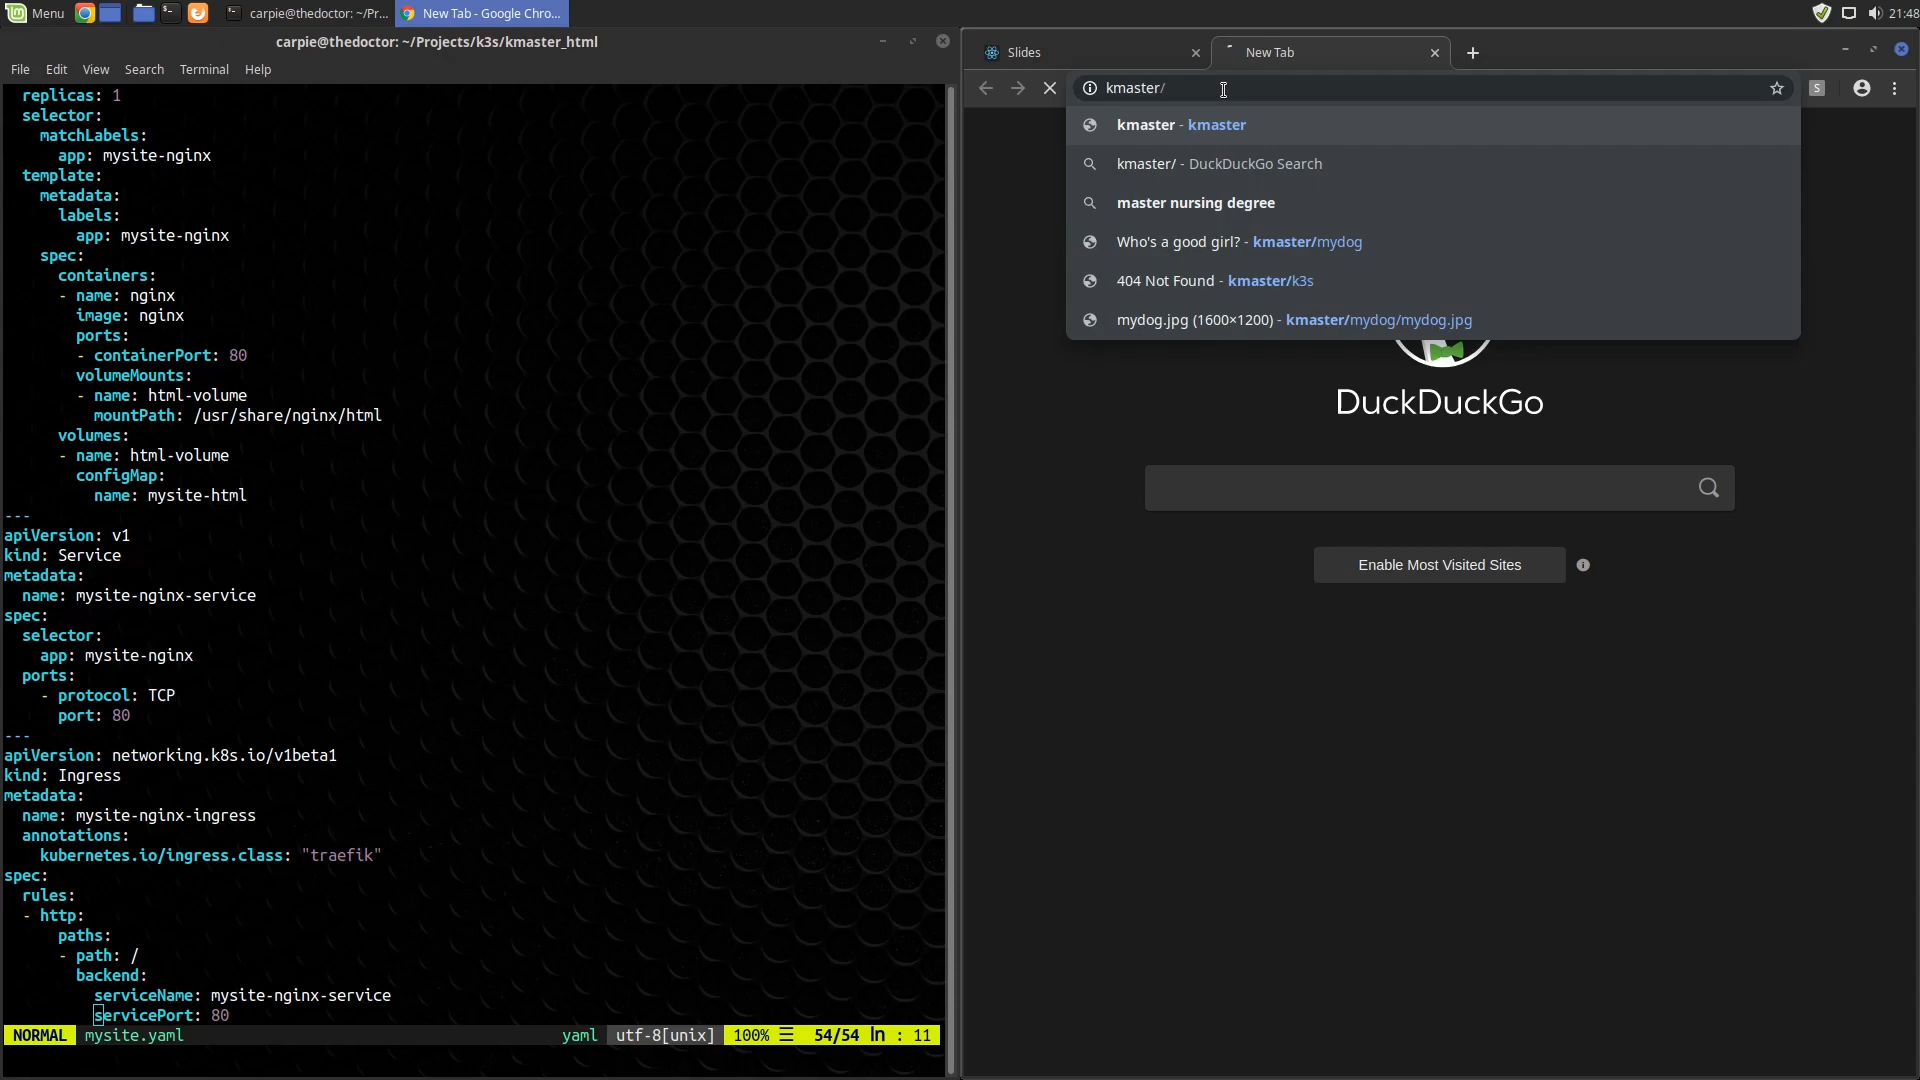 Menu
carpie@thedoctor: ~/Pr...
New Tab - Google Chro...
21:48
carpie@thedoctor: ~/Projects/k3s/kmaster_html
File Edit View Search Terminal Help
replicas: 1
selector:
matchLabels:
app: mysite-nginx
template:
metadata:
labels:
app: mysite-nginx
spec:
containers:
- name: nginx
image: nginx
ports:
- containerPort: 80
volumeMounts:
- name: html-volume
mountPath: /usr/share/nginx/html
volumes:
- name: html-volume
configMap:
name: mysite-html
---
apiVersion: v1
kind: Service
metadata:
name: mysite-nginx-service
spec:
selector:
app: mysite-nginx
ports:
- protocol: TCP
port: 80
---
apiVersion: networking.k8s.io/v1beta1
kind: Ingress
metadata:
name: mysite-nginx-ingress
annotations:
kubernetes.io/ingress.class: "traefik"
spec:
rules:
- http:
paths:
- path: /
backend:
serviceName: mysite-nginx-service
servicePort: 80
NORMAL mysite.yaml yaml utf-8[unix] 100% ☰ 54/54 ln : 11
Slides
New Tab
kmaster/
S
kmaster - kmaster
kmaster/ - DuckDuckGo Search
master nursing degree
Who's a good girl? - kmaster/mydog
404 Not Found - kmaster/k3s
mydog.jpg (1600×1200) - kmaster/mydog/mydog.jpg
DuckDuckGo
Enable Most Visited Sites